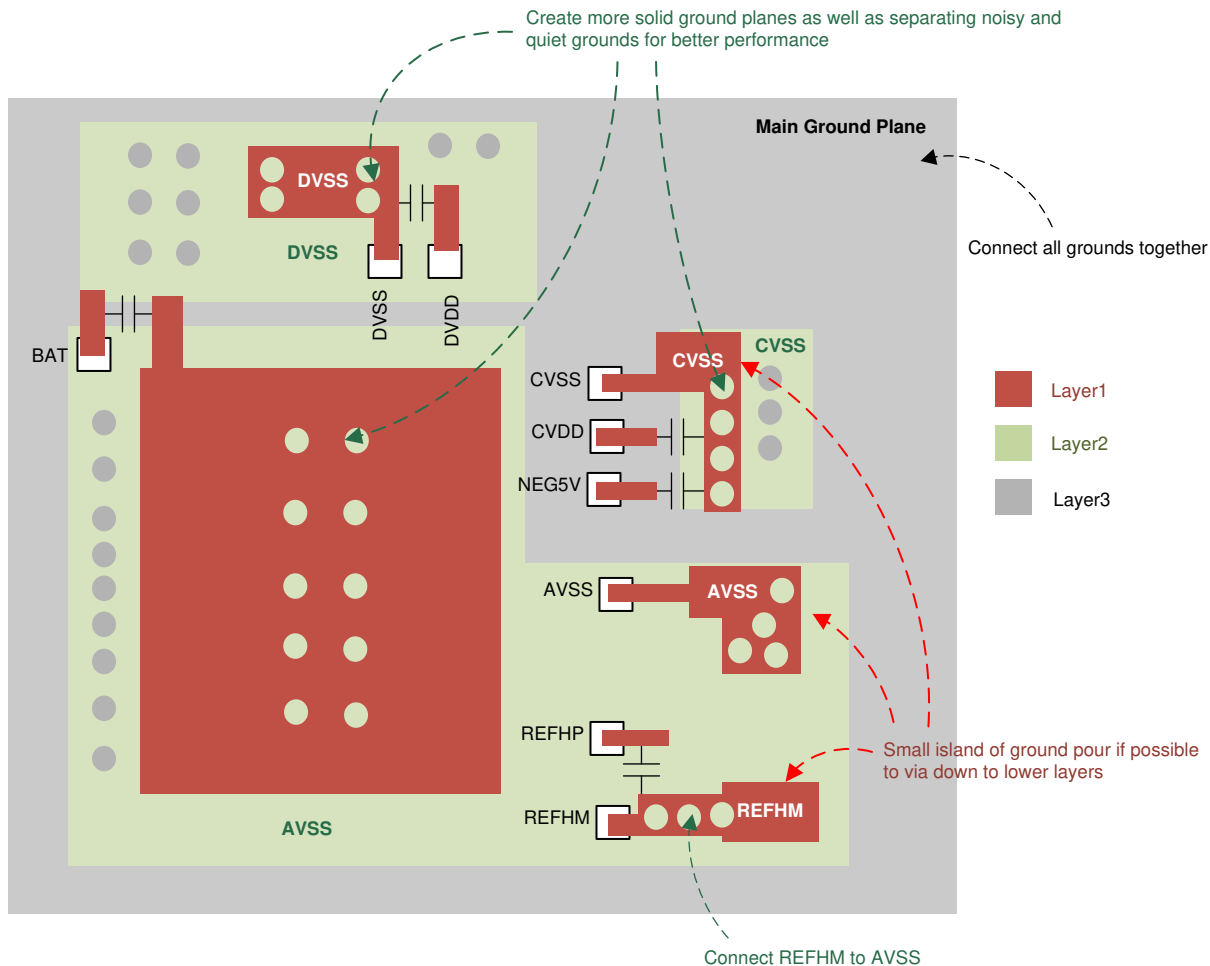 Create more solid ground planes as well as separating noisy and
quiet grounds for better performance
Main Ground Plane
Connect all grounds together
DVSS
DVSS
DVSS
DVDD
BAT
CVSS
CVSS
CVSS
CVDD
NEG5V
Layer1
Layer2
Layer3
AVSS
AVSS
REFHP
Small island of ground pour if possible
to via down to lower layers
REFHM
REFHM
AVSS
Connect REFHM to AVSS